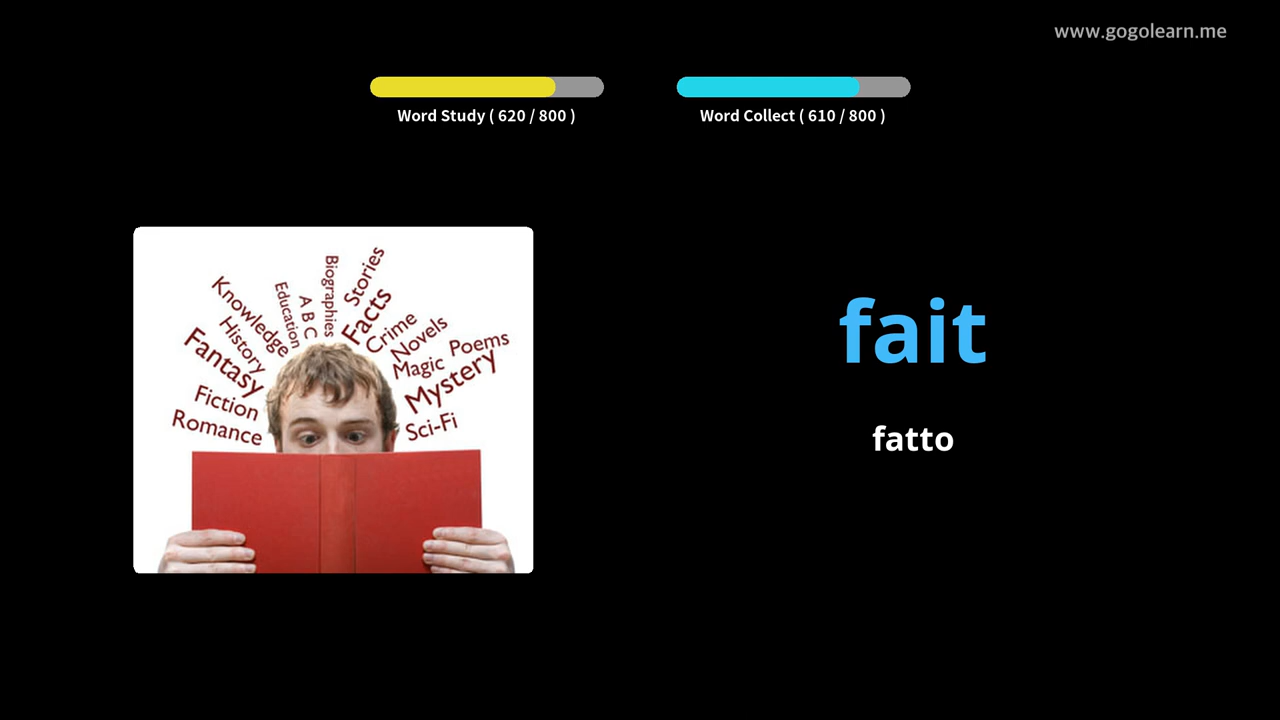 www.gogolearn.me
Word Study ( 620 / 800 )
Word Collect ( 610 / 800 )
Biographies
Stories
Education
A B C
Facts
Knowledge
History
Crime
Novels
Poems
Fantasy
Magic
Mystery
Fiction
Romance
Sci-Fi
fait
fatto